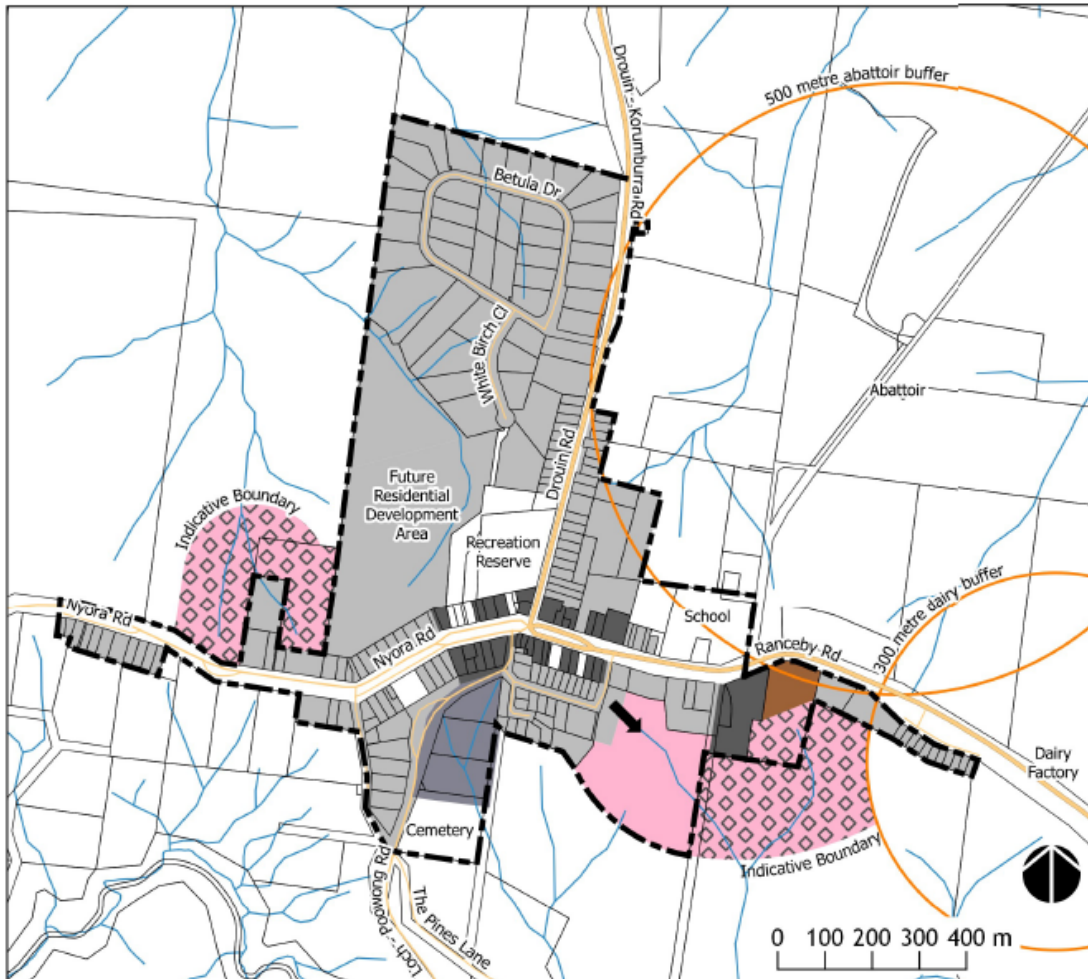 500 metre abattoir buffer
Drouin - Korumburra Rd
Betula Dr
White Birch Cl
Abattoir
Drouin Rd
Future
Residential
Development
Area
Indicative Boundary
Recreation
Reserve
300 metre dairy buffer
Nyora Rd
School
Nyora Rd
Ranceby Rd
Dairy
Factory
Cemetery
Indicative Boundary
Loch - Poowong Rd
The Pines Lane
0 100 200 300 400 m